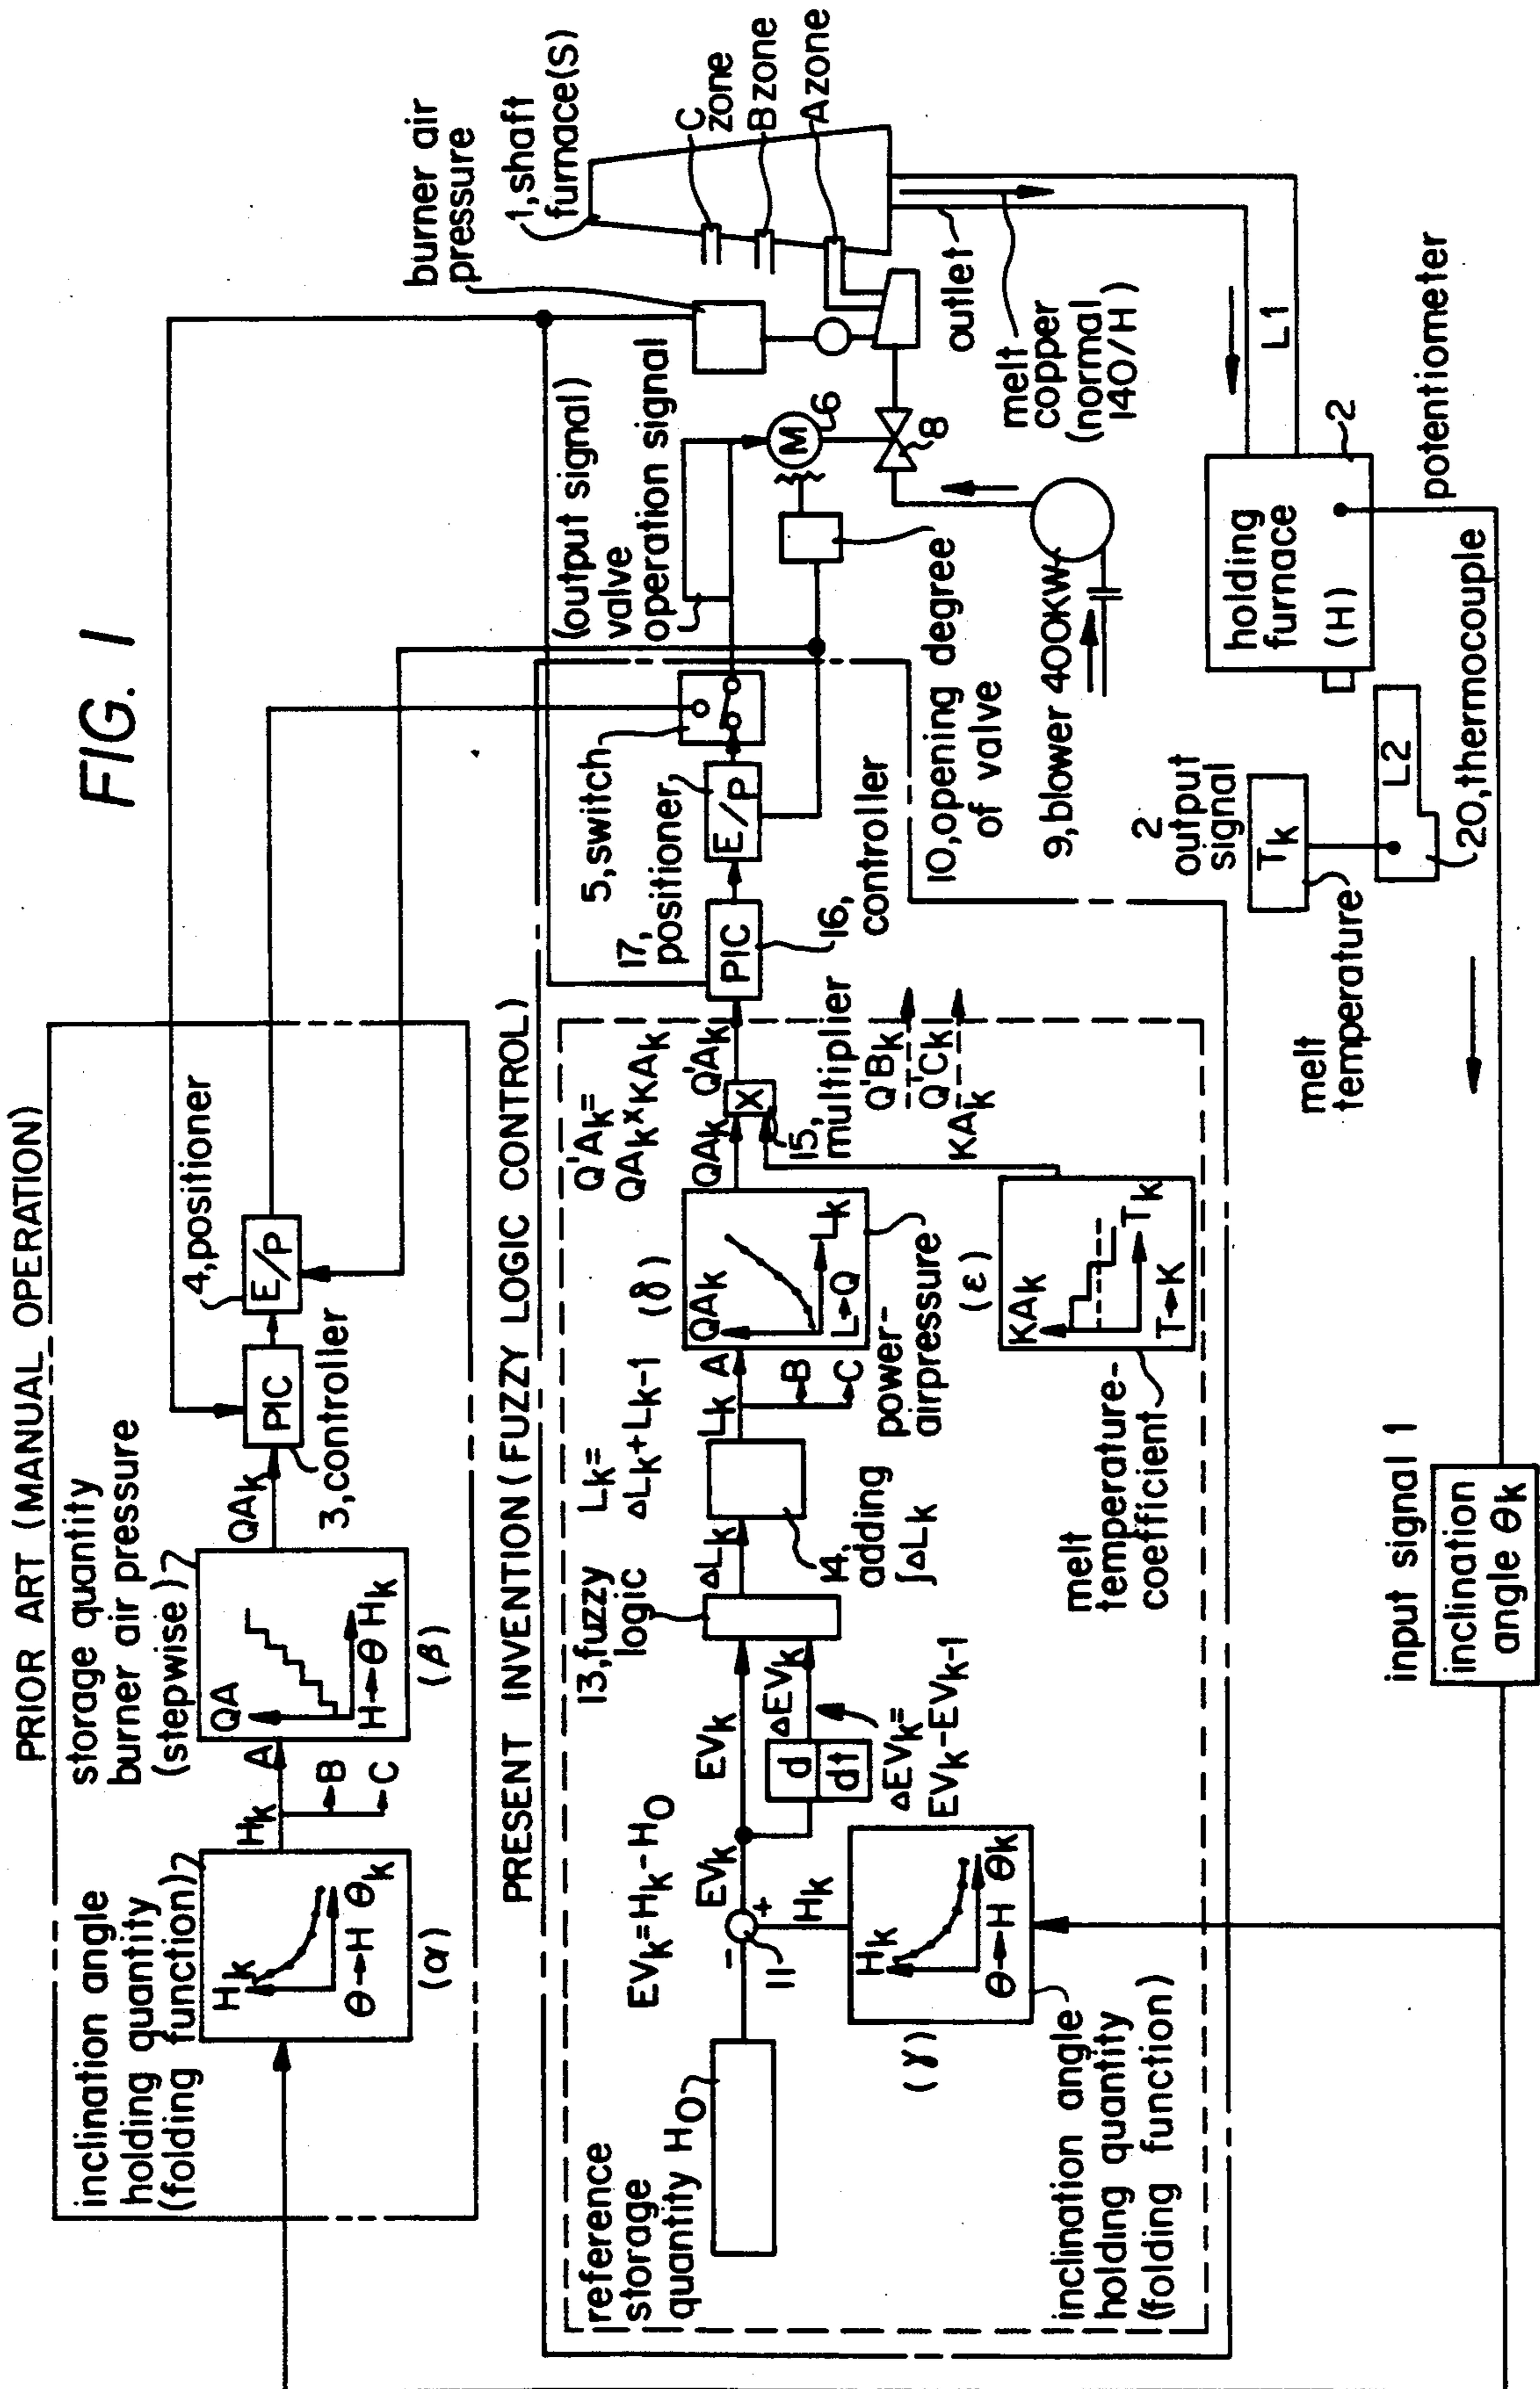 FIG. 1
PRIOR ART (MANUAL OPERATION)
inclination angle
holding quantity
(folding function)
Hk
θ→H θk
(α)
Hk
A
B
C
storage quantity
burner air pressure
(stepwise)
QA
H→θ Hk
(β)
QAk
PIC
3, controller
4, positioner
E/P
PRESENT INVENTION (FUZZY LOGIC CONTROL)
reference
storage
quantity H0
EVk=Hk-H0
-
+
11
Hk
EVk
EVk
Hk
θ→H θk
(γ)
inclination angle
holding quantity
(folding function)
d
dt
ΔEVk
ΔEVk=
EVk-EVk-1
13, fuzzy
logic
ΔLk
Lk=
ΔLk+Lk-1
14,
adding
∫ΔLk
Lk
A
B
C
QAk
Lk
L→Q
(δ)
power-
airpressure
QAk
Q'Ak=
QAk×KAk
Q'Ak
X
15,
multiplier
Q'Bk
Q'Ck
KAk
(ε)
KAk
Tk
T→K
melt
temperature-
coefficient
PIC
16,
controller
17,
positioner,
E/P
5, switch
(output signal)
valve
operation signal
M
6
8
10, opening degree
of valve
9, blower 400KW
burner air
pressure
1, shaft
furnace(S)
C
zone
B zone
A zone
outlet
melt
copper
(normal
140/H)
L1
holding
furnace
(H)
2
potentiometer
2
output
signal
Tk
melt
temperature
L2
20, thermocouple
input signal 1
inclination
angle θk